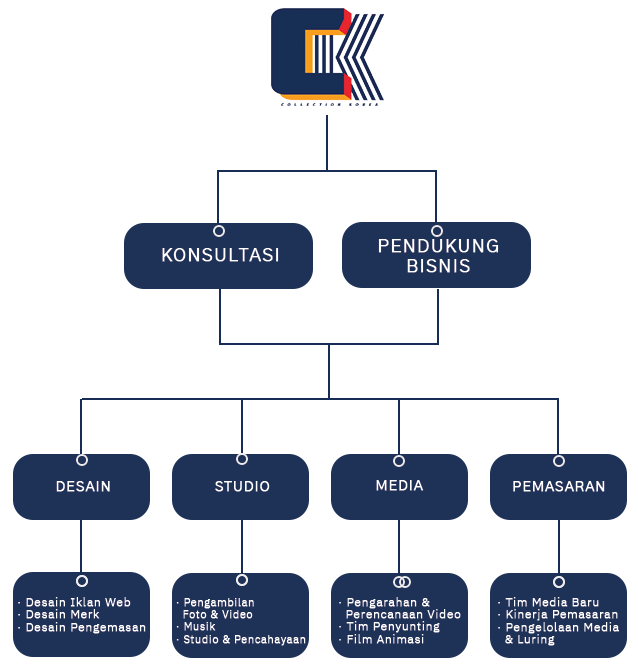 COLLECTION KOREA
KONSULTASI
PENDUKUNG
BISNIS
DESAIN
STUDIO
MEDIA
PEMASARAN
· Desain Iklan Web
· Desain Merk
· Desain Pengemasan
· Pengambilan
Foto & Video
· Musik
· Studio & Pencahayaan
· Pengarahan &
Perencanaan Video
· Tim Penyunting
· Film Animasi
· Tim Media Baru
· Kinerja Pemasaran
· Pengelolaan Media
& Luring